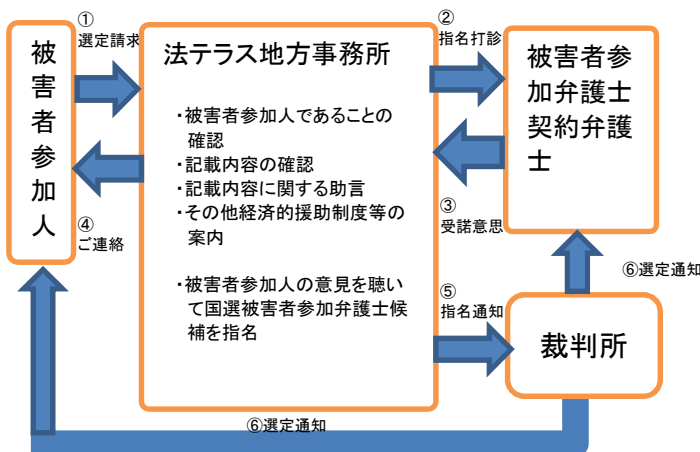 ①
選定請求
被
害
者
参
加
人
④
ご連絡
法テラス地方事務所
・被害者参加人であることの
確認
・記載内容の確認
・記載内容に関する助言
・その他経済的援助制度等の
案内
・被害者参加人の意見を聴い
て国選被害者参加弁護士候
補を指名
②
指名打診
被害者参
加弁護士
契約弁護
士
③
受諾意思
⑥選定通知
⑤
指名通知
裁判所
⑥選定通知